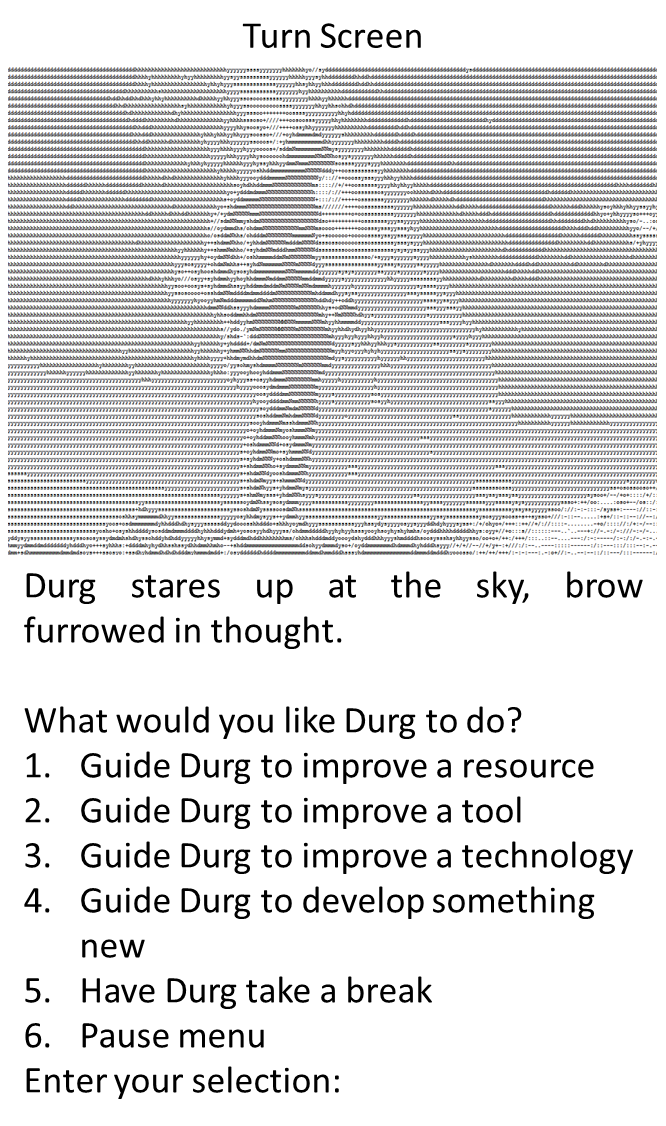 Turn Screen
Durg stares up at the sky, brow
furrowed in thought.
What would you like Durg to do?
1. Guide Durg to improve a resource
2. Guide Durg to improve a tool
3. Guide Durg to improve a technology
4. Guide Durg to develop something
new
5. Have Durg take a break
6. Pause menu
Enter your selection: